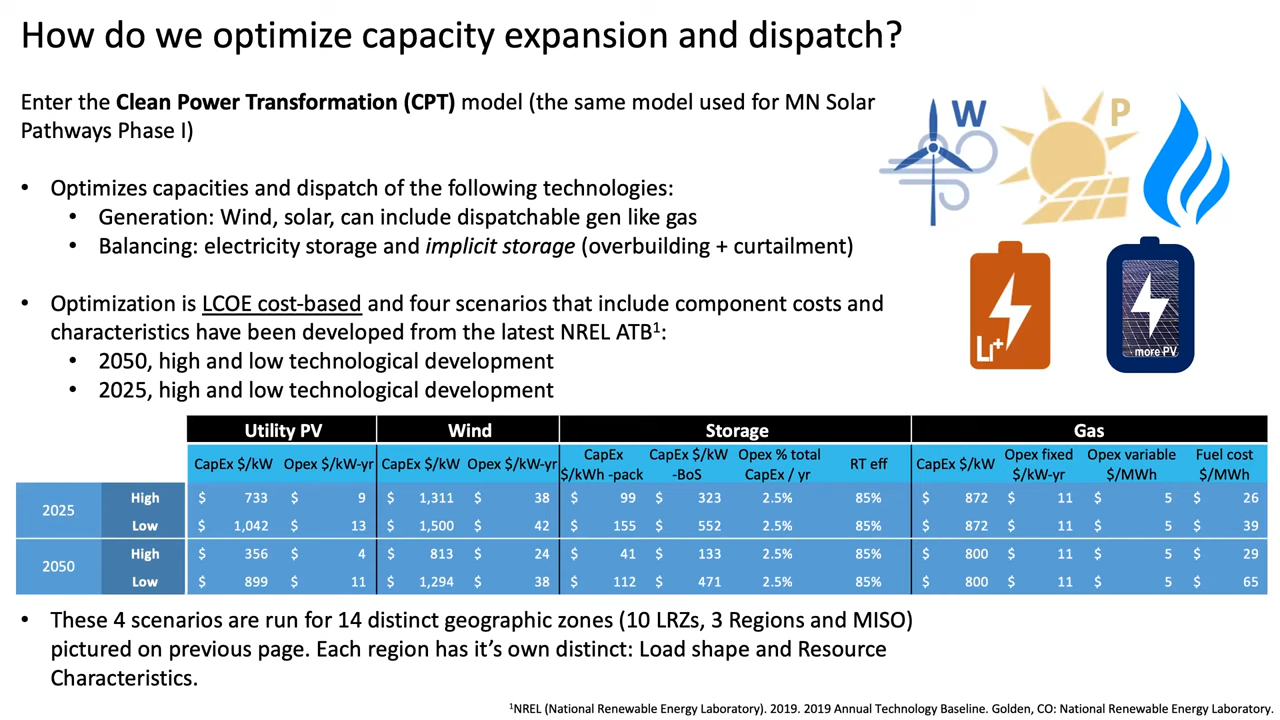 How do we optimize capacity expansion and dispatch?
Enter the Clean Power Transformation (CPT) model (the same model used for MN Solar
Pathways Phase I)
W
P
• Optimizes capacities and dispatch of the following technologies:
• Generation: Wind, solar, can include dispatchable gen like gas
• Balancing: electricity storage and implicit storage (overbuilding + curtailment)
Li+
more PV
• Optimization is LCOE cost-based and four scenarios that include component costs and
characteristics have been developed from the latest NREL ATB¹:
• 2050, high and low technological development
• 2025, high and low technological development
Utility PV Wind Storage Gas
CapEx $/kW Opex $/kW-yr CapEx $/kW Opex $/kW-yr CapEx $/kWh -pack CapEx $/kW -BoS Opex % total CapEx / yr RT eff CapEx $/kW Opex fixed $/kW-yr Opex variable $/MWh Fuel cost $/MWh
2025 High $ 733 $ 9 $ 1,311 $ 38 $ 99 $ 323 2.5% 85% $ 872 $ 11 $ 5 $ 26
Low $ 1,042 $ 13 $ 1,500 $ 42 $ 155 $ 552 2.5% 85% $ 872 $ 11 $ 5 $ 39
2050 High $ 356 $ 4 $ 813 $ 24 $ 41 $ 133 2.5% 85% $ 800 $ 11 $ 5 $ 29
Low $ 899 $ 11 $ 1,294 $ 38 $ 112 $ 471 2.5% 85% $ 800 $ 11 $ 5 $ 65
• These 4 scenarios are run for 14 distinct geographic zones (10 LRZs, 3 Regions and MISO)
pictured on previous page. Each region has it's own distinct: Load shape and Resource
Characteristics.
¹NREL (National Renewable Energy Laboratory). 2019. 2019 Annual Technology Baseline. Golden, CO: National Renewable Energy Laboratory.